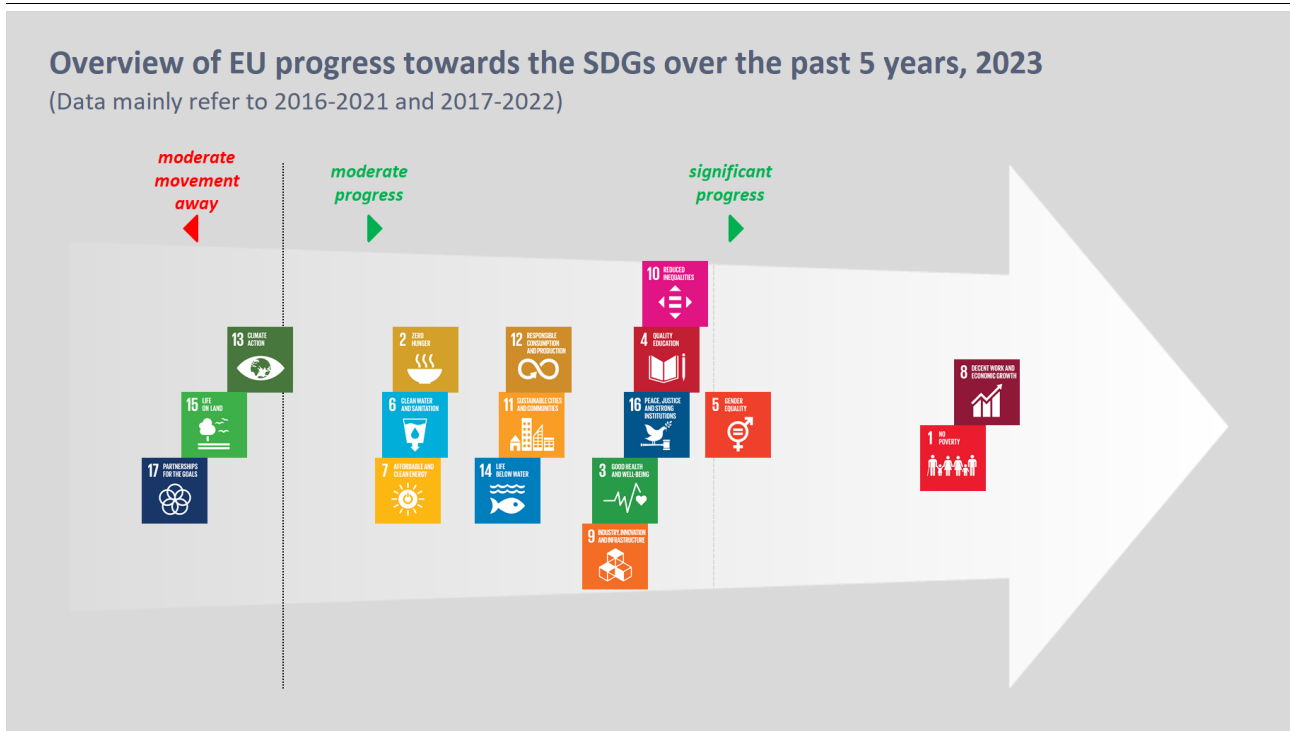 Overview of EU progress towards the SDGs over the past 5 years, 2023
(Data mainly refer to 2016-2021 and 2017-2022)
moderate
movement
away
moderate
progress
significant
progress
10 REDUCED
INEQUALITIES
13 CLIMATE
ACTION
2 ZERO
HUNGER
12 RESPONSIBLE
CONSUMPTION
AND PRODUCTION
4 QUALITY
EDUCATION
8 DECENT WORK AND
ECONOMIC GROWTH
15 LIFE
ON LAND
6 CLEAN WATER
AND SANITATION
11 SUSTAINABLE CITIES
AND COMMUNITIES
16 PEACE, JUSTICE
AND STRONG
INSTITUTIONS
5 GENDER
EQUALITY
1 NO
POVERTY
17 PARTNERSHIPS
FOR THE GOALS
7 AFFORDABLE AND
CLEAN ENERGY
14 LIFE
BELOW WATER
3 GOOD HEALTH
AND WELL-BEING
9 INDUSTRY, INNOVATION
AND INFRASTRUCTURE